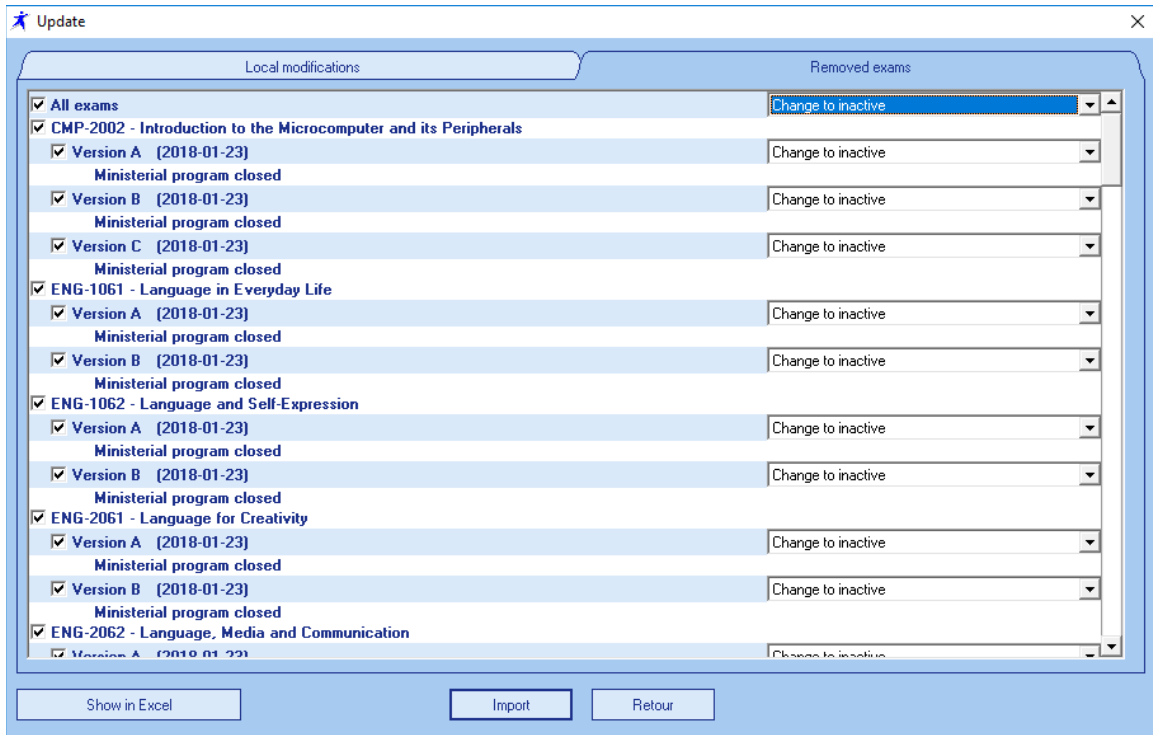 Update
Local modifications Removed exams
All exams Change to inactive
CMP-2002 - Introduction to the Microcomputer and its Peripherals
Version A (2018-01-23) Change to inactive
Ministerial program closed
Version B (2018-01-23) Change to inactive
Ministerial program closed
Version C (2018-01-23) Change to inactive
Ministerial program closed
ENG-1061 - Language in Everyday Life
Version A (2018-01-23) Change to inactive
Ministerial program closed
Version B (2018-01-23) Change to inactive
Ministerial program closed
ENG-1062 - Language and Self-Expression
Version A (2018-01-23) Change to inactive
Ministerial program closed
Version B (2018-01-23) Change to inactive
Ministerial program closed
ENG-2061 - Language for Creativity
Version A (2018-01-23) Change to inactive
Ministerial program closed
Version B (2018-01-23) Change to inactive
Ministerial program closed
ENG-2062 - Language, Media and Communication
Version A (2018-01-23) Change to inactive
Show in Excel Import Retour